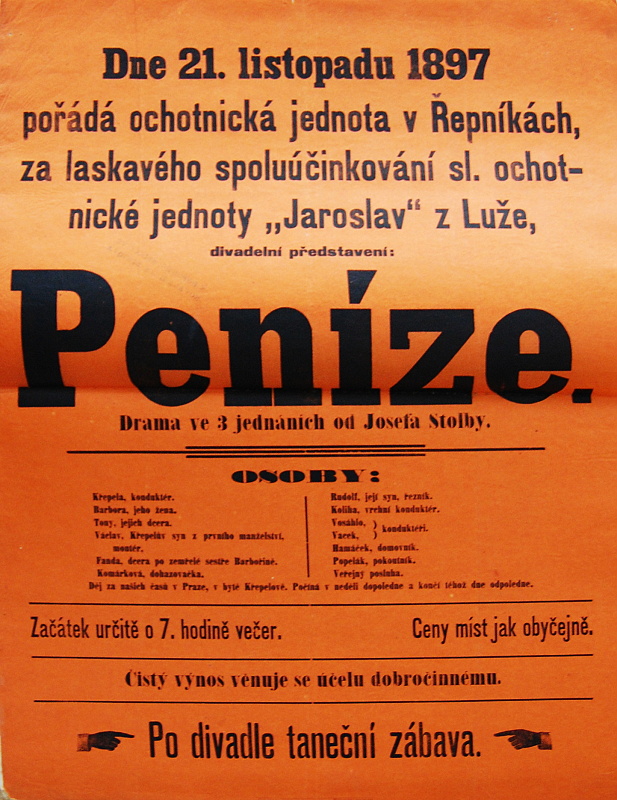 Dne 21. listopadu 1897
pořádá ochotnická jednota v Řepníkách,
za laskavého spoluúčinkování sl. ochot-
nické jednoty „Jaroslav“ z Luže,
divadelní představení:
Peníze.
Drama ve 3 jednáních od Josefa Štolby.
OSOBY:
Křepela, konduktér.
Barbora, jeho žena.
Tony, jejich dcera.
Václav, Křepelův syn z prvního manželství,
montér.
Fanda, dcera po zemřelé sestře Barbořině.
Komárková, dohazovačka.
Rudolf, její syn, řezník.
Koliha, vrchní konduktér.
Vosáhlo,
Vacek,
konduktéři.
Hamáček, domovník.
Popelák, pokoutník.
Veřejný posluha.
Děj za našich časů v Praze, v bytě Křepelově. Počíná v neděli dopoledne a končí téhož dne odpoledne.
Začátek určitě o 7. hodině večer.
Ceny míst jak obyčejně.
Čistý výnos věnuje se účelu dobročinnému.
Po divadle taneční zábava.